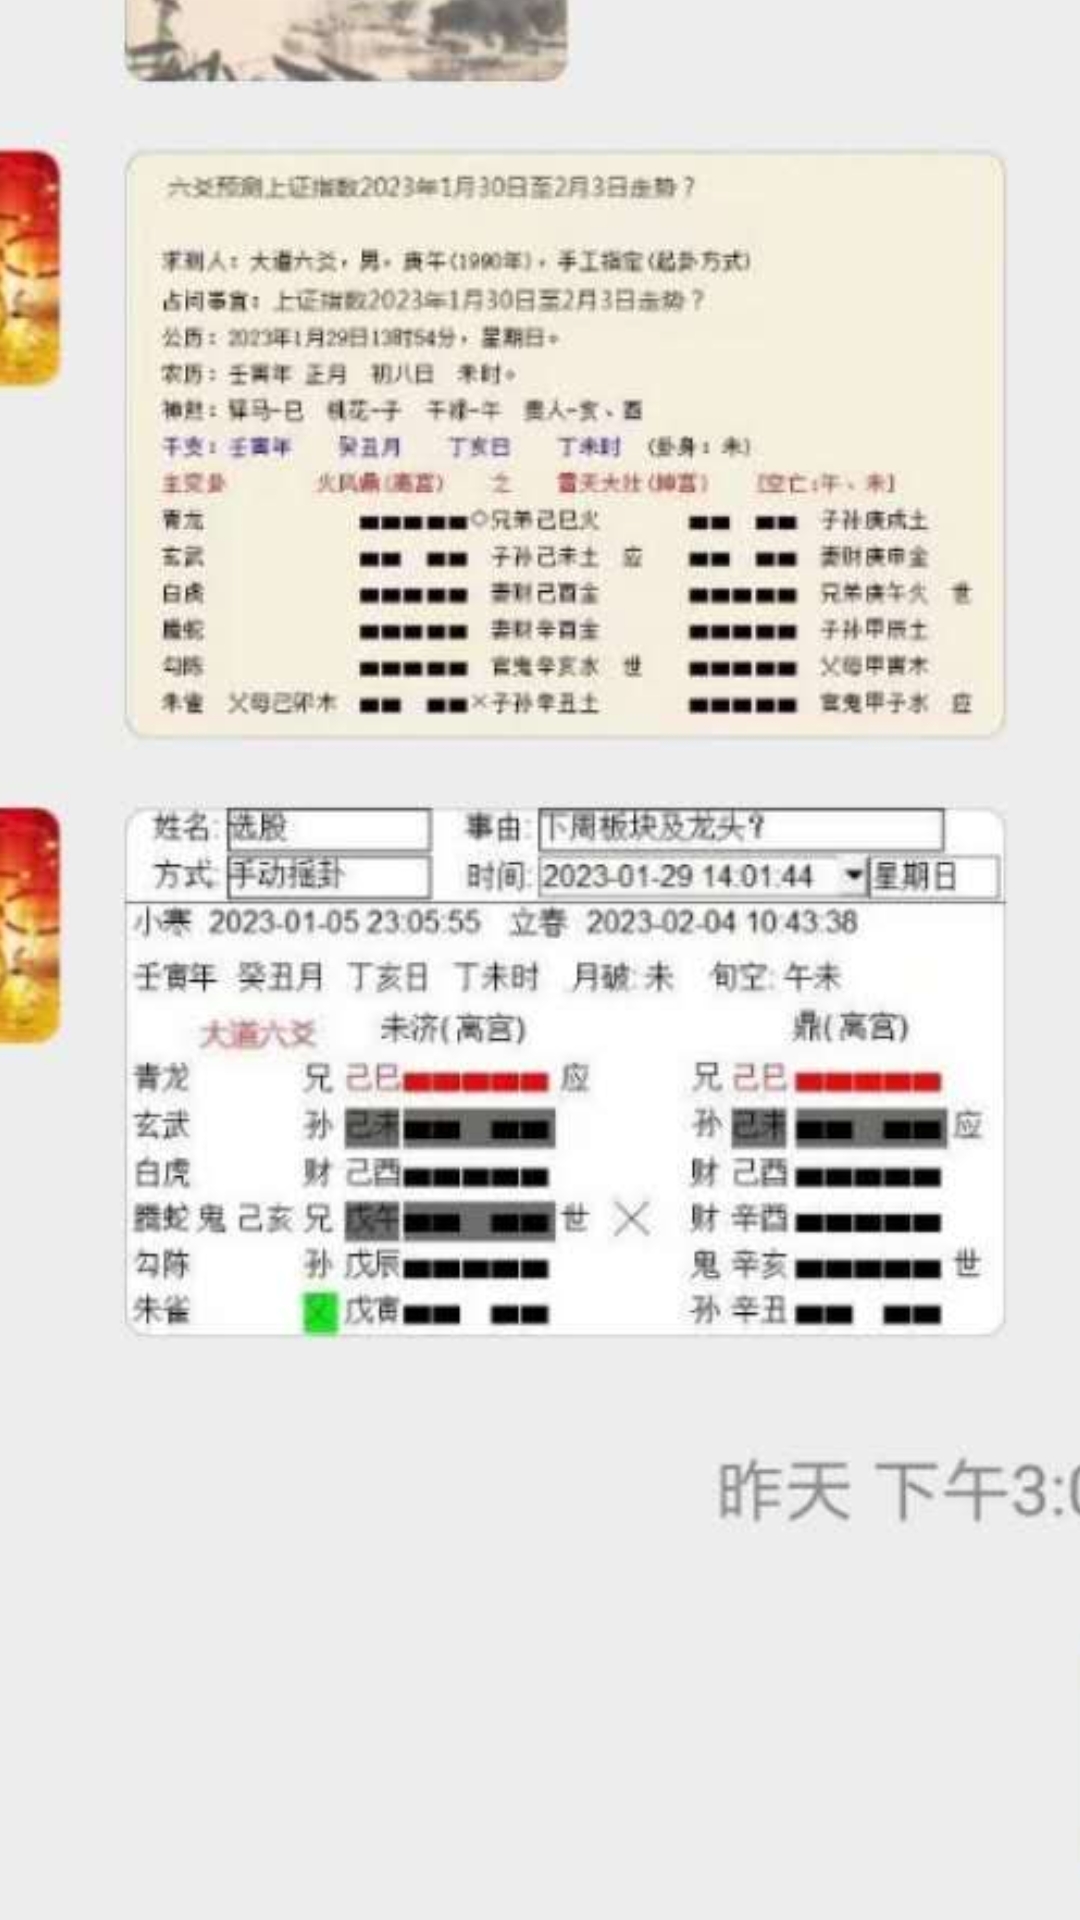 六爻预测上证指数2023年1月30日至2月3日走势？
求测人：大道六爻，男，庚午(1990年)，手工指定(起卦方式)
占问事宜：上证指数2023年1月30日至2月3日走势？
公历：2023年1月29日13时54分，星期日。
农历：壬寅年 正月 初八日 未时。
神煞：驿马-巳 桃花-子 干禄-午 贵人-亥、酉
干支：壬寅年 癸丑月 丁亥日 丁未时 (卦身：未)
主变卦 火风鼎(离宫) 之 雷天大壮(坤宫) [空亡:午、未]
青龙 ○兄弟己巳火 子孙庚戌土
玄武 子孙己未土 应 妻财庚申金
白虎 妻财己酉金 兄弟庚午火 世
螣蛇 妻财辛酉金 子孙甲辰土
勾陈 官鬼辛亥水 世 父母甲寅木
朱雀 父母己卯木 ×子孙辛丑土 官鬼甲子水 应
姓名: 选股 事由: 下周板块及龙头?
方式: 手动摇卦 时间: 2023-01-29 14:01:44 星期日
小寒 2023-01-05 23:05:55 立春 2023-02-04 10:43:38
壬寅年 癸丑月 丁亥日 丁未时 月破: 未 旬空: 午未
大道六爻 未济(离宫) 鼎(离宫)
青龙 兄 己巳 应 兄 己巳
玄武 孙 己未 孙 己未 应
白虎 财 己酉 财 己酉
腾蛇 鬼 己亥 兄 戊午 世 X 财 辛酉
勾陈 孙 戊辰 鬼 辛亥 世
朱雀 父 戊寅 孙 辛丑
昨天 下午3: